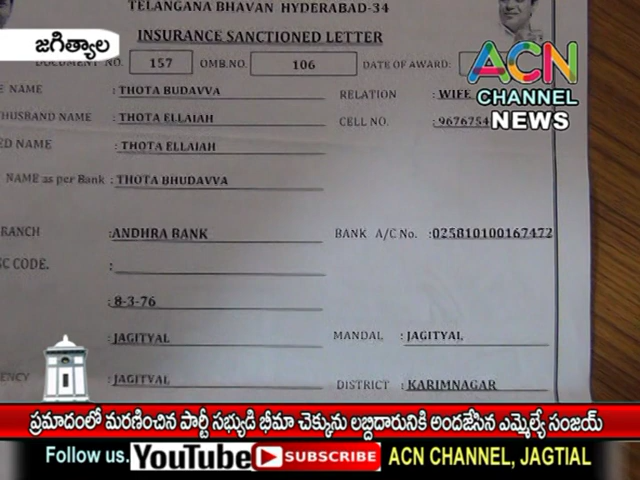 TELANGANA BHAVAN HYDERABAD-34
జగిత్యాల
INSURANCE SANCTIONED LETTER
DOCUMENT NO. 157 OMB.NO. 106 DATE OF AWARD:
ACN
CHANNEL
NEWS
NAME : THOTA BUDAVVA RELATION : WIFE
HUSBAND NAME : THOTA ELLAIAH CELL NO. : 9676754
ED NAME : THOTA ELLAIAH
NAME as per Bank : THOTA BHUDAVVA
RANCH :ANDHRA BANK BANK A/C No. :025810100167472
SC CODE. :
: 8-3-76
:JAGITYAL MANDAL : JAGITYAL
ENCY :JAGITYAL DISTRICT : KARIMNAGAR
ప్రమాదంలో మరణించిన పార్టీ సభ్యుడి భీమా చెక్కును లబ్దిదారునికి అందజేసిన ఎమ్మెల్యే సంజయ్
Follow us. YouTube SUBSCRIBE ACN CHANNEL, JAGTIAL